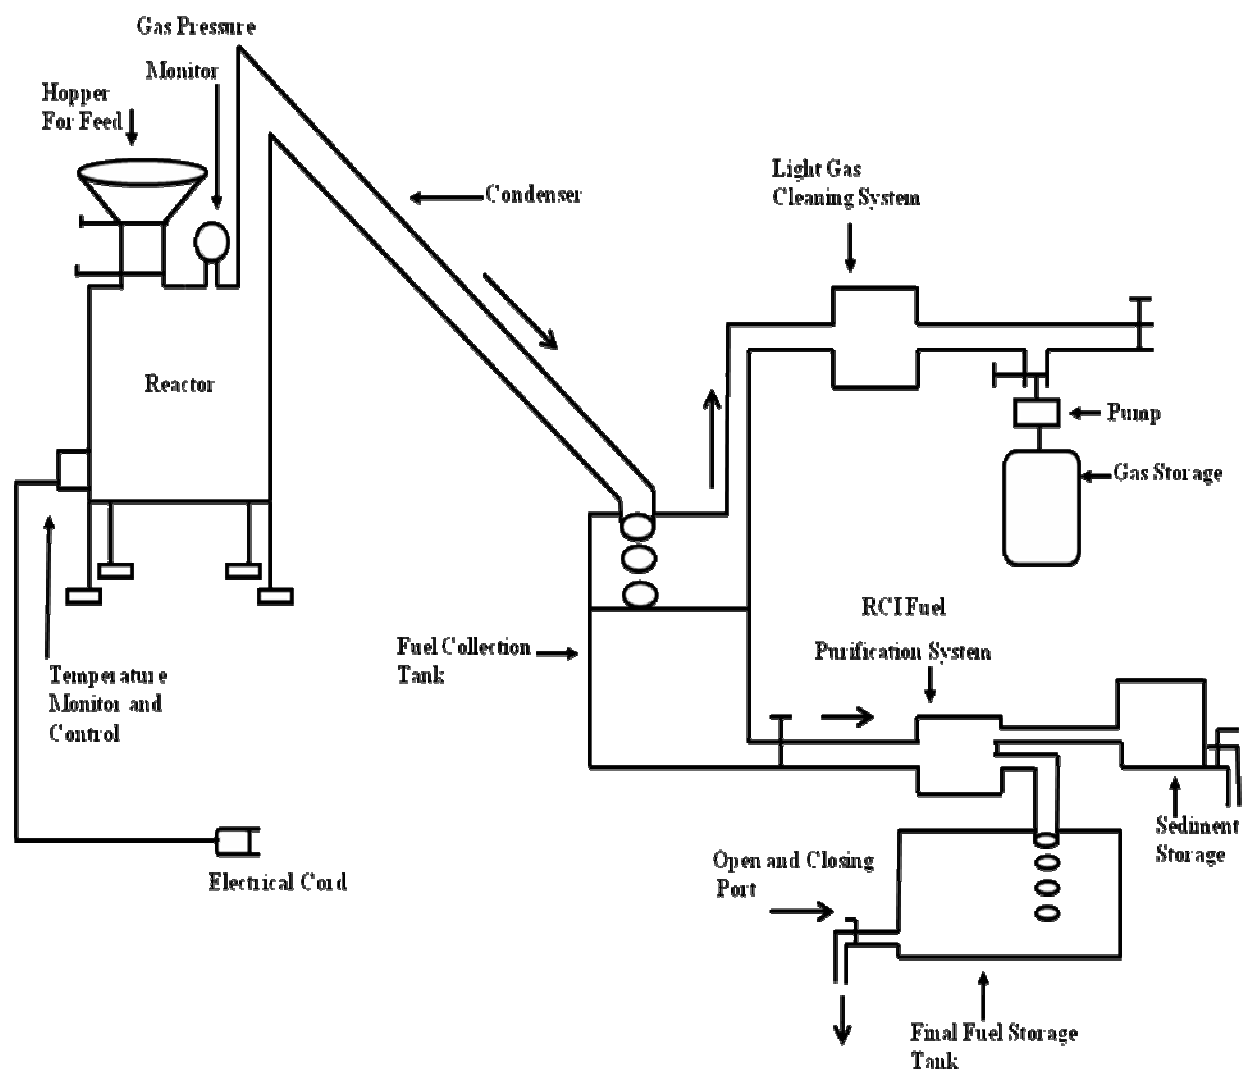 Gas Pressure
Monitor
Hopper
For Feed
Condenser
Light Gas
Cleaning System
Reactor
Pump
Gas Storage
RCI Fuel
Purification System
Fuel Collection
Tank
Temperature
Monitor and
Control
Sediment
Storage
Open and Closing
Port
Electrical Cord
Final Fuel Storage
Tank